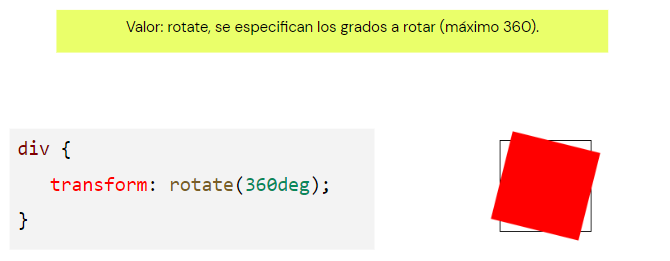 Valor: rotate, se especifican los grados a rotar (máximo 360).
div {
transform: rotate(360deg);
}